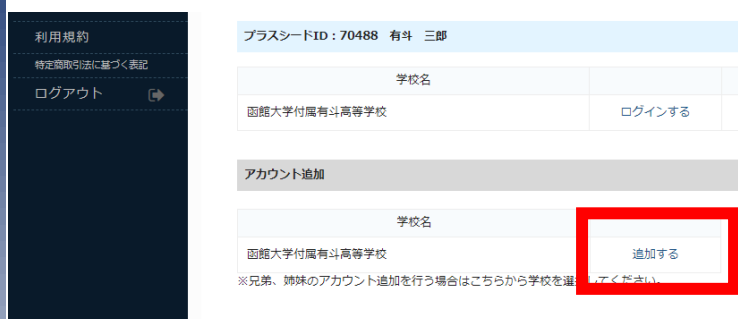 利用規約
特定商取引法に基づく表記
ログアウト
プラスシードID：70488 有斗 三郎
学校名
函館大学付属有斗高等学校 ログインする
アカウント追加
学校名
函館大学付属有斗高等学校 追加する
※兄弟、姉妹のアカウント追加を行う場合はこちらから学校を選してください。